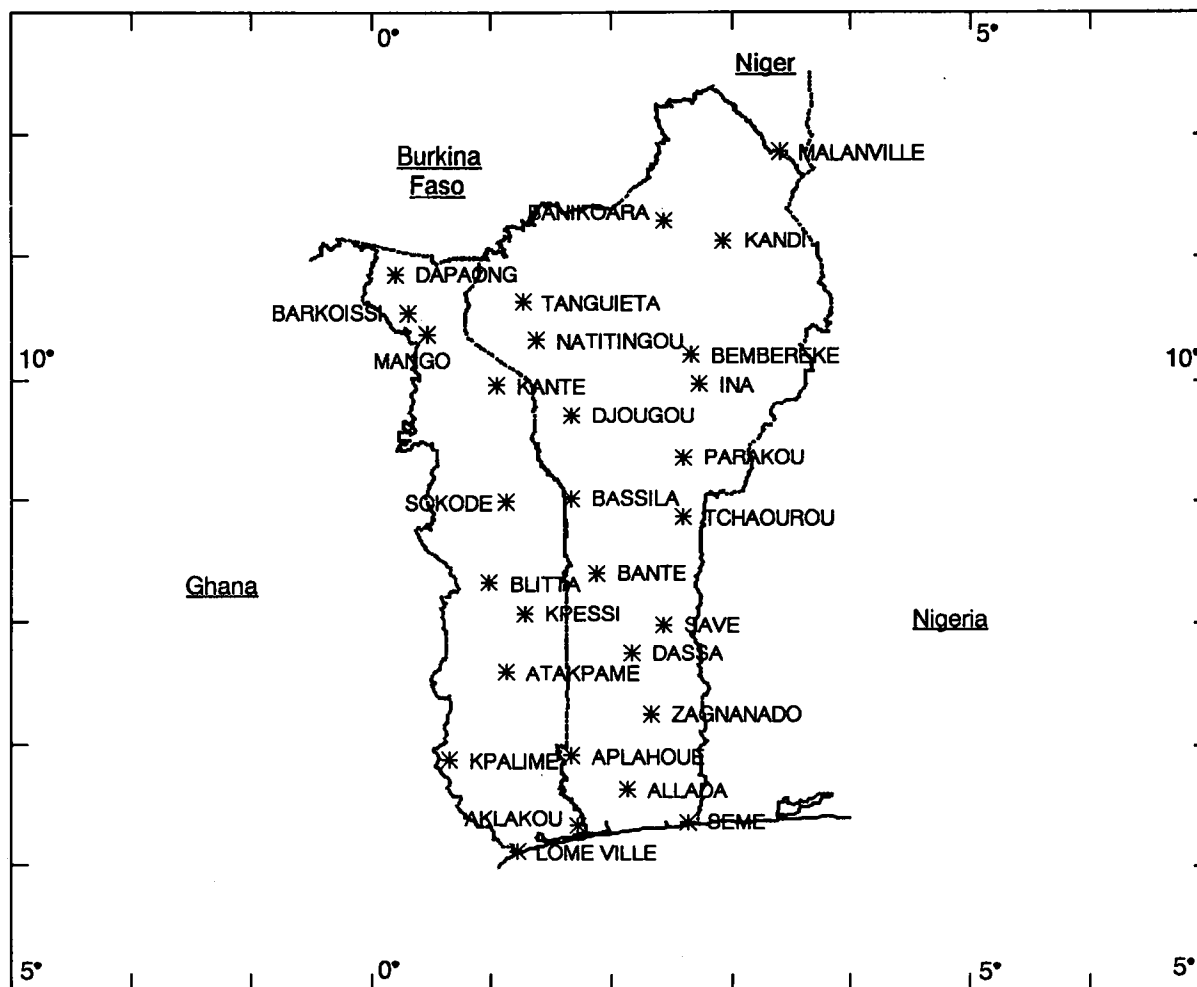 0°
5°
Niger
MALANVILLE
Burkina
Faso
BANIKOARA
KANDI
DAPAONG
TANGUIETA
BARKOISSI
NATITINGOU
BEMBEREKE
MANGO
10°
10°
KANTE
INA
DJOUGOU
PARAKOU
SOKODE
BASSILA
TCHAOUROU
BANTE
Ghana
BLITTA
KPESSI
SAVE
Nigeria
DASSA
ATAKPAME
ZAGNANADO
KPALIME
APLAHOUE
ALLADA
AKLAKOU
SEME
LOME VILLE
5°
0°
5°
5°